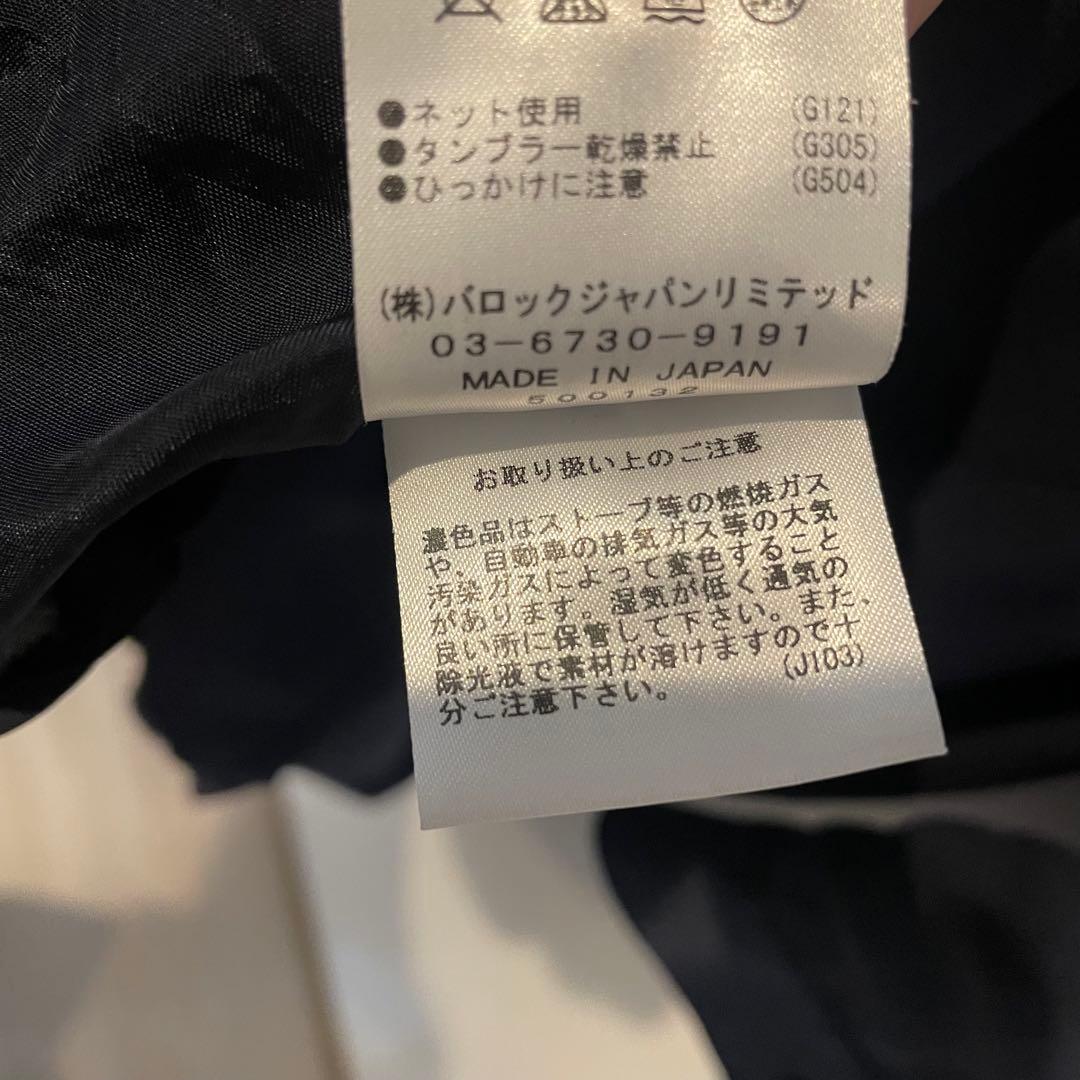 ●ネット使用 (G121)
●タンブラー乾燥禁止 (G305)
●ひっかけに注意 (G504)
(株)バロックジャパンリミテッド
03-6730-9191
MADE IN JAPAN
500132
お取り扱い上のご注意
濃色品はストーブ等の燃焼ガス
や、自動車の排気ガス等の大気
汚染ガスによって変色すること
があります。湿気が低く通気の
良い所に保管して下さい。また、
除光液で素材が溶けますので十
分ご注意下さい。 (J103)